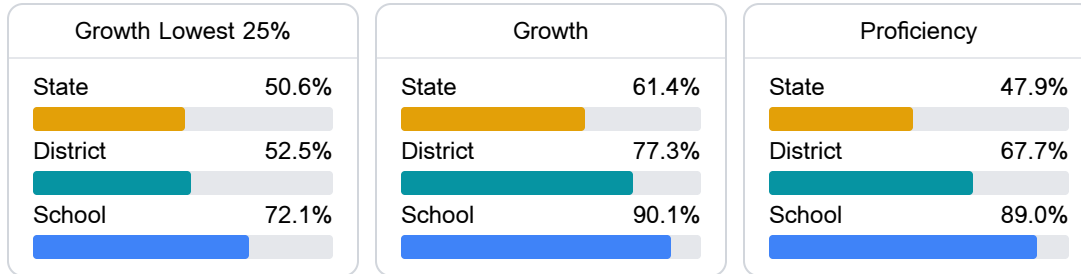 Growth Lowest 25%
State 50.6%
District 52.5%
School 72.1%
Growth
State 61.4%
District 77.3%
School 90.1%
Proficiency
State 47.9%
District 67.7%
School 89.0%